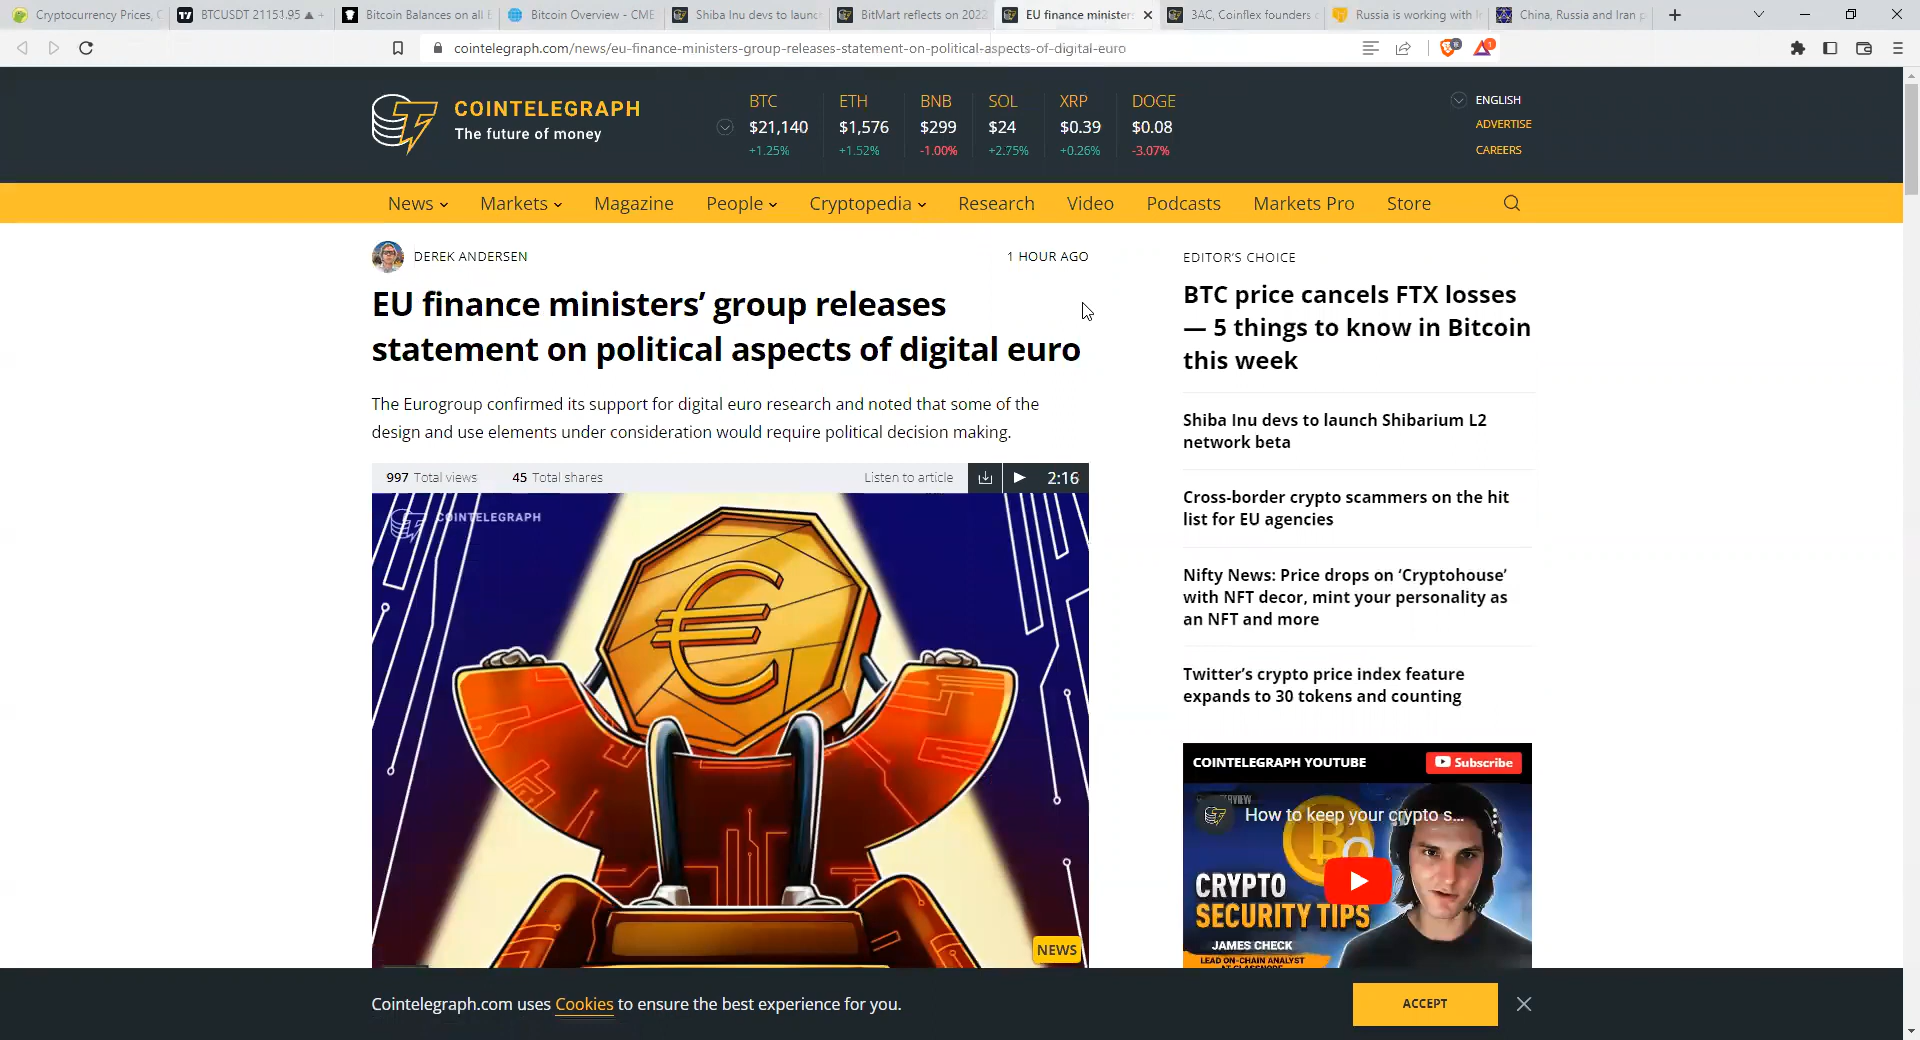 Cryptocurrency Prices, C
BTCUSDT 21151.95 ▲ +
Bitcoin Balances on all E
Bitcoin Overview - CME
Shiba Inu devs to launch
BitMart reflects on 2022
EU finance ministers
3AC, Coinflex founders c
Russia is working with Ir
China, Russia and Iran p
cointelegraph.com/news/eu-finance-ministers-group-releases-statement-on-political-aspects-of-digital-euro
COINTELEGRAPH
The future of money
BTC ETH BNB SOL XRP DOGE
$21,140 $1,576 $299 $24 $0.39 $0.08
+1.25% +1.52% -1.00% +2.75% +0.26% -3.07%
ENGLISH
ADVERTISE
CAREERS
News Markets Magazine People Cryptopedia Research Video Podcasts Markets Pro Store
DEREK ANDERSEN
1 HOUR AGO
EU finance ministers’ group releases
statement on political aspects of digital euro
The Eurogroup confirmed its support for digital euro research and noted that some of the
design and use elements under consideration would require political decision making.
997 Total views 45 Total shares Listen to article 2:16
COINTELEGRAPH
€
NEWS
EDITOR’S CHOICE
BTC price cancels FTX losses
— 5 things to know in Bitcoin
this week
Shiba Inu devs to launch Shibarium L2
network beta
Cross-border crypto scammers on the hit
list for EU agencies
Nifty News: Price drops on ‘Cryptohouse’
with NFT decor, mint your personality as
an NFT and more
Twitter’s crypto price index feature
expands to 30 tokens and counting
COINTELEGRAPH YOUTUBE
Subscribe
How to keep your crypto s...
CRYPTO
SECURITY TIPS
JAMES CHECK
LEAD ON-CHAIN ANALYST
AT GLASSNODE
Cointelegraph.com uses Cookies to ensure the best experience for you.
ACCEPT